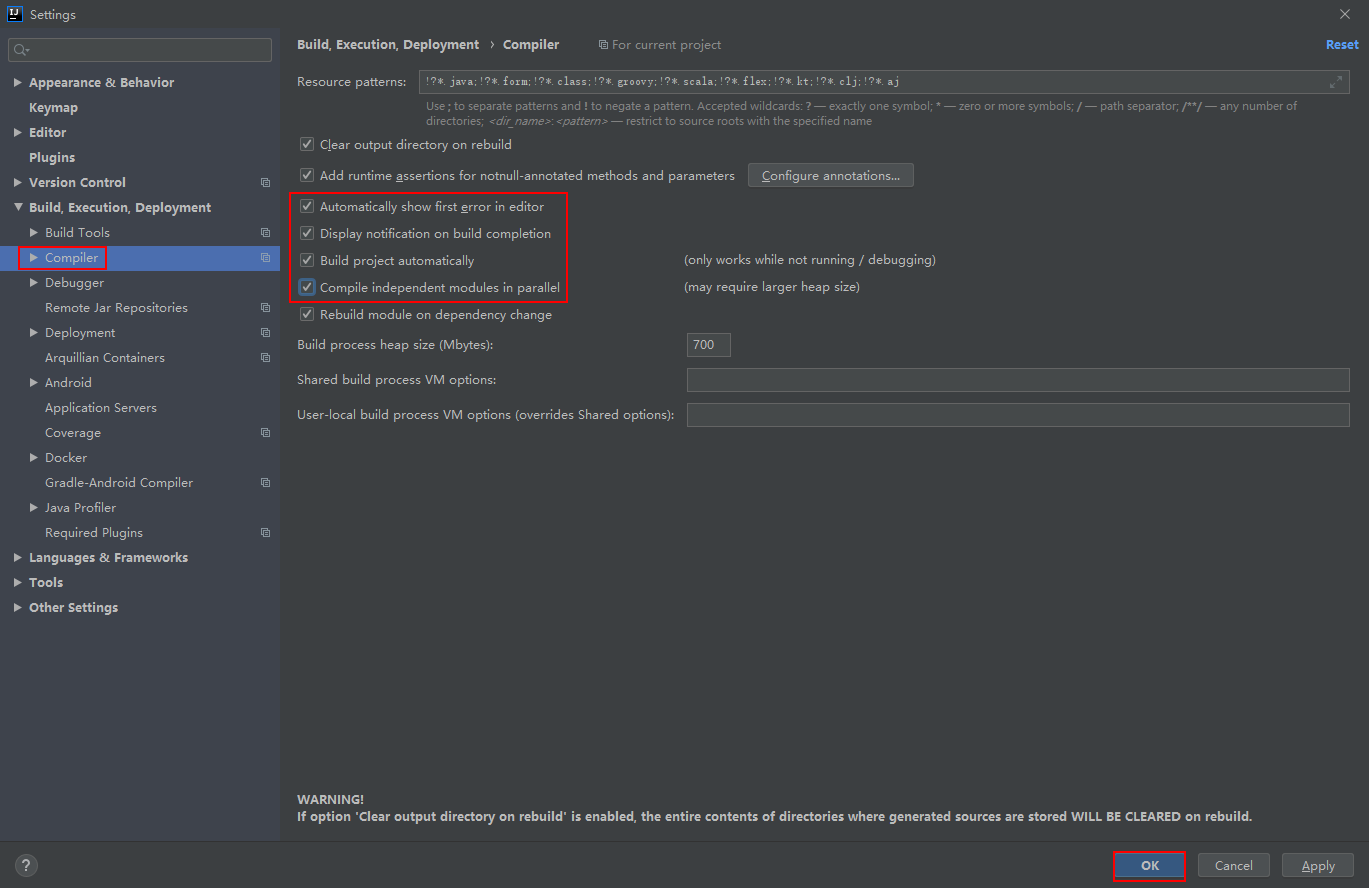 IJ Settings
Appearance & Behavior
Keymap
Editor
Plugins
Version Control
Build, Execution, Deployment
Build Tools
Compiler
Debugger
Remote Jar Repositories
Deployment
Arquillian Containers
Android
Application Servers
Coverage
Docker
Gradle-Android Compiler
Java Profiler
Required Plugins
Languages & Frameworks
Tools
Other Settings
Build, Execution, Deployment › Compiler For current project Reset
Resource patterns: !?*.java;!?*.form;!?*.class;!?*.groovy;!?*.scala;!?*.flex;!?*.kt;!?*.clj;!?*.aj
Use ; to separate patterns and ! to negate a pattern. Accepted wildcards: ? — exactly one symbol; * — zero or more symbols; / — path separator; /**/ — any number of
directories; <dir_name>:<pattern> — restrict to source roots with the specified name
Clear output directory on rebuild
Add runtime assertions for notnull-annotated methods and parameters Configure annotations...
Automatically show first error in editor
Display notification on build completion
Build project automatically (only works while not running / debugging)
Compile independent modules in parallel (may require larger heap size)
Rebuild module on dependency change
Build process heap size (Mbytes): 700
Shared build process VM options:
User-local build process VM options (overrides Shared options):
WARNING!
If option 'Clear output directory on rebuild' is enabled, the entire contents of directories where generated sources are stored WILL BE CLEARED on rebuild.
? OK Cancel Apply